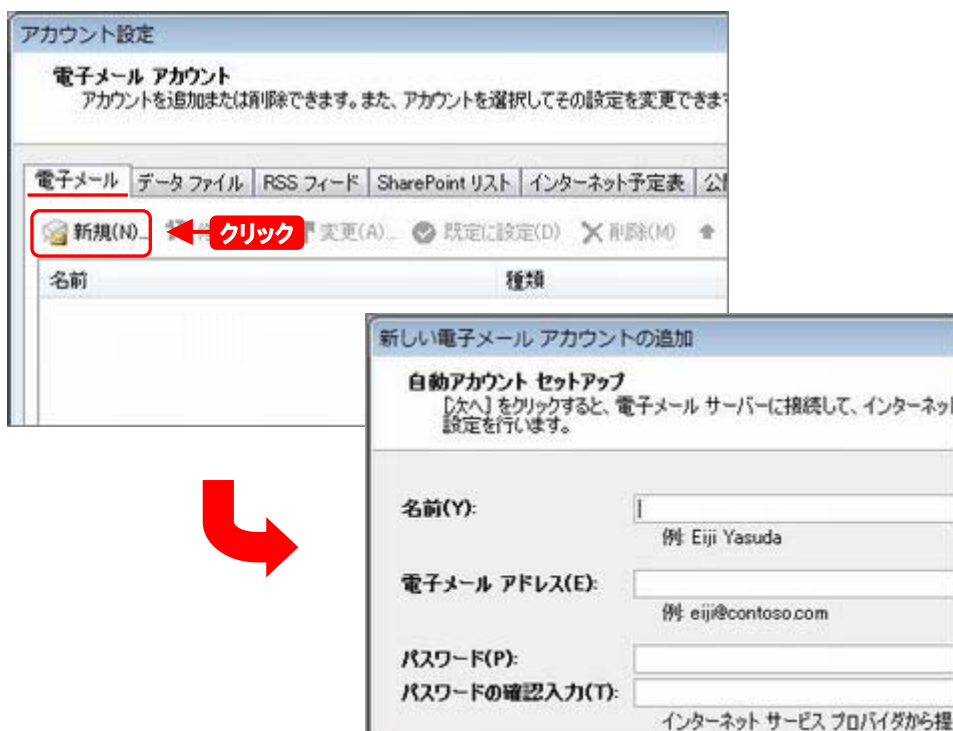 アカウント設定
電子メール アカウント
アカウントを追加または削除できます。また、アカウントを選択してその設定を変更できま
電子メール データ ファイル RSS フィード SharePoint リスト インターネット予定表
新規(N)... クリック 変更(A)... 既定に設定(D) 削除(M)
名前 種類
新しい電子メール アカウントの追加
自動アカウント セットアップ
[次へ] をクリックすると、電子メール サーバーに接続して、インターネット
設定を行います。
名前(Y):
例: Eiji Yasuda
電子メール アドレス(E):
例: eiji@contoso.com
パスワード(P):
パスワードの確認入力(T):
インターネット サービス プロバイダから提